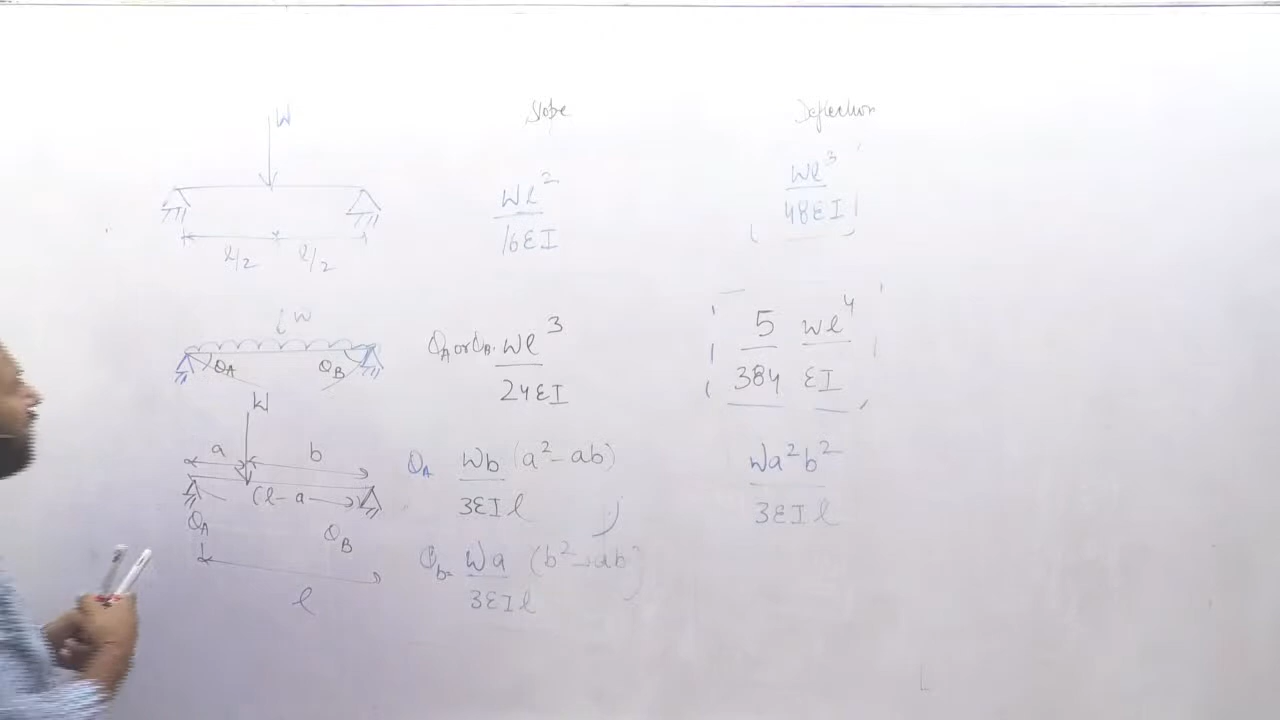 Slope Deflection
W
l/2 l/2
Wl²/16EI
Wl³/48EI
w
θA θB
θA or θB. wl³/24EI
5/384 wl⁴/EI
W
a b
(l-a
θA θB
l
θA Wb/3EIl (a²-ab)
Wa²b²/3EIl
θb= Wa/3EIl (b²-ab)